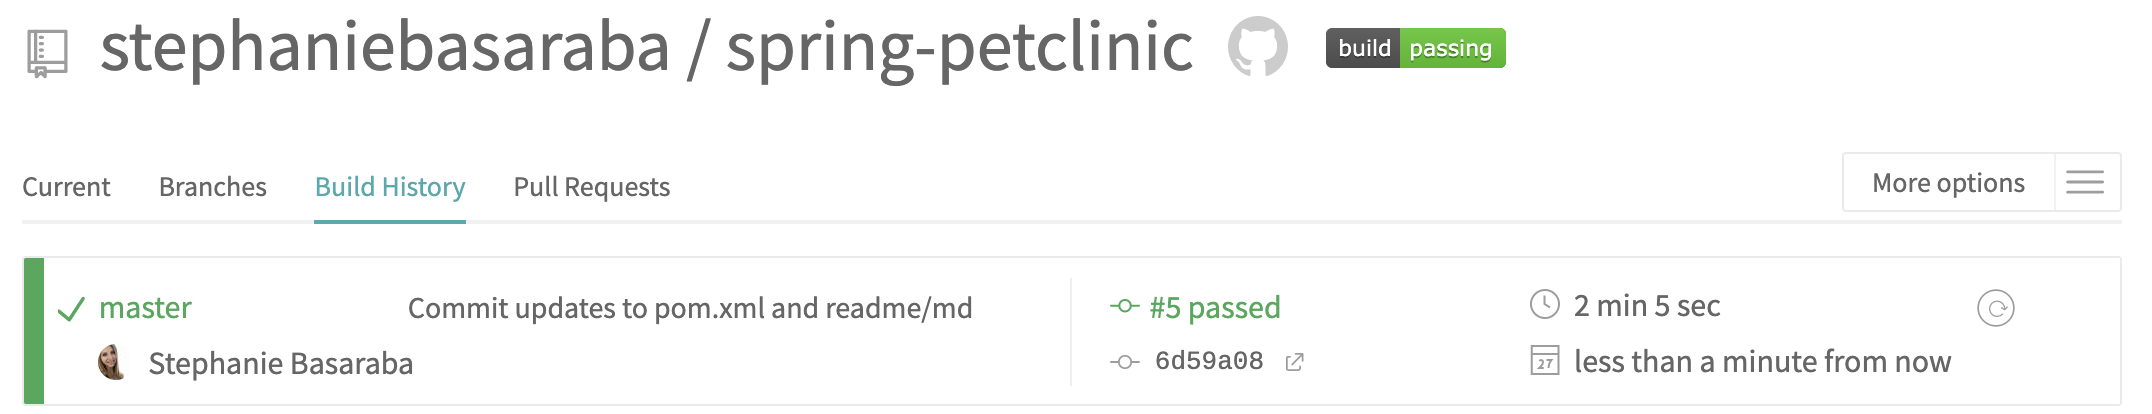 stephaniebasaraba / spring-petclinic build passing
Current Branches Build History Pull Requests More options
master Commit updates to pom.xml and readme/md #5 passed 2 min 5 sec
Stephanie Basaraba 6d59a08 27 less than a minute from now